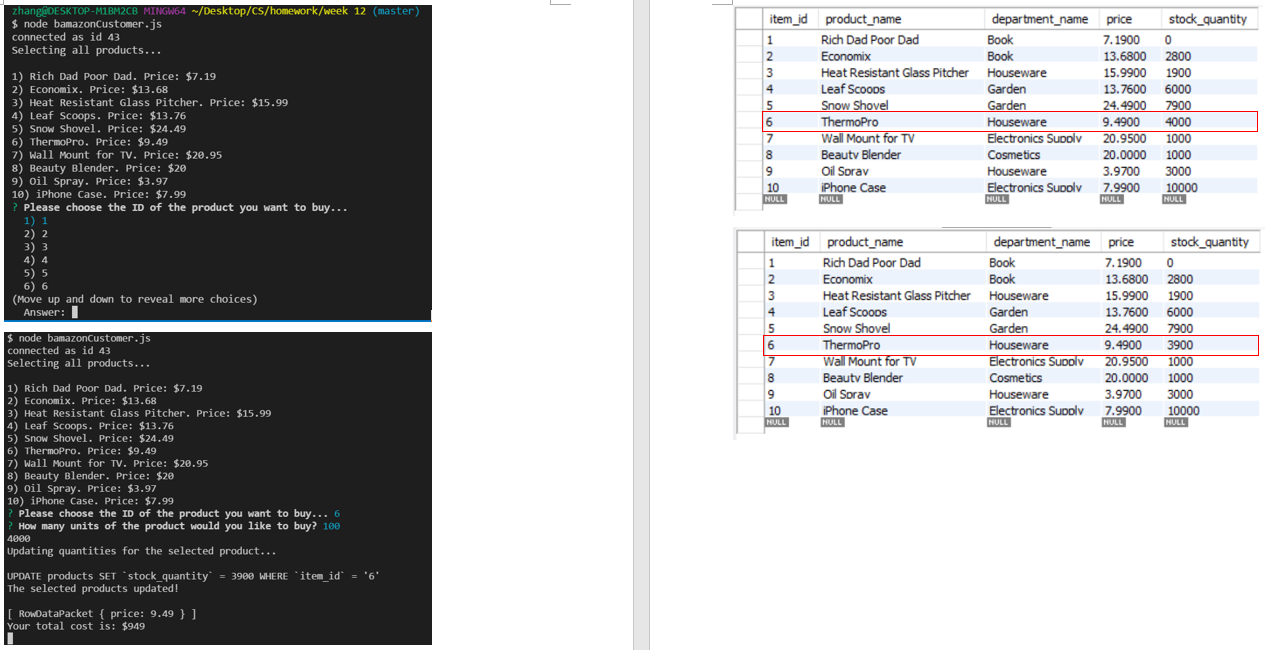 zhang@DESKTOP-M1BM2CB MINGW64 ~/Desktop/CS/homework/week 12 (master)
$ node bamazonCustomer.js
connected as id 43
Selecting all products...
1) Rich Dad Poor Dad. Price: $7.19
2) Economix. Price: $13.68
3) Heat Resistant Glass Pitcher. Price: $15.99
4) Leaf Scoops. Price: $13.76
5) Snow Shovel. Price: $24.49
6) ThermoPro. Price: $9.49
7) Wall Mount for TV. Price: $20.95
8) Beauty Blender. Price: $20
9) Oil Spray. Price: $3.97
10) iPhone Case. Price: $7.99
? Please choose the ID of the product you want to buy...
1) 1
2) 2
3) 3
4) 4
5) 5
6) 6
(Move up and down to reveal more choices)
Answer:
$ node bamazonCustomer.js
connected as id 43
Selecting all products...
1) Rich Dad Poor Dad. Price: $7.19
2) Economix. Price: $13.68
3) Heat Resistant Glass Pitcher. Price: $15.99
4) Leaf Scoops. Price: $13.76
5) Snow Shovel. Price: $24.49
6) ThermoPro. Price: $9.49
7) Wall Mount for TV. Price: $20.95
8) Beauty Blender. Price: $20
9) Oil Spray. Price: $3.97
10) iPhone Case. Price: $7.99
? Please choose the ID of the product you want to buy... 6
? How many units of the product would you like to buy? 100
4000
Updating quantities for the selected product...
UPDATE products SET `stock_quantity` = 3900 WHERE `item_id` = '6'
The selected products updated!
[ RowDataPacket { price: 9.49 } ]
Your total cost is: $949
item_id product_name department_name price stock_quantity
1 Rich Dad Poor Dad Book 7.1900 0
2 Economix Book 13.6800 2800
3 Heat Resistant Glass Pitcher Houseware 15.9900 1900
4 Leaf Scoops Garden 13.7600 6000
5 Snow Shovel Garden 24.4900 7900
6 ThermoPro Houseware 9.4900 4000
7 Wall Mount for TV Electronics Supply 20.9500 1000
8 Beauty Blender Cosmetics 20.0000 1000
9 Oil Spray Houseware 3.9700 3000
10 iPhone Case Electronics Supply 7.9900 10000
NULL NULL NULL NULL NULL
item_id product_name department_name price stock_quantity
1 Rich Dad Poor Dad Book 7.1900 0
2 Economix Book 13.6800 2800
3 Heat Resistant Glass Pitcher Houseware 15.9900 1900
4 Leaf Scoops Garden 13.7600 6000
5 Snow Shovel Garden 24.4900 7900
6 ThermoPro Houseware 9.4900 3900
7 Wall Mount for TV Electronics Supply 20.9500 1000
8 Beauty Blender Cosmetics 20.0000 1000
9 Oil Spray Houseware 3.9700 3000
10 iPhone Case Electronics Supply 7.9900 10000
NULL NULL NULL NULL NULL